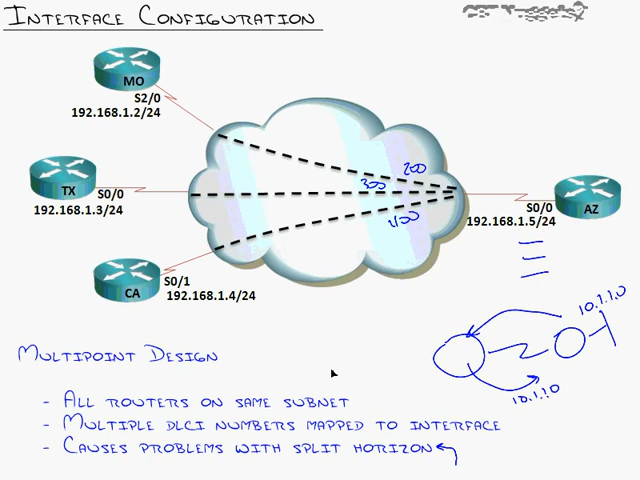 INTERFACE CONFIGURATION
MO
S2/0
192.168.1.2/24
TX
S0/0
192.168.1.3/24
CA
S0/1
192.168.1.4/24
200
300
400
S0/0
192.168.1.5/24
AZ
10.1.1.0
10.1.1.0
MULTIPOINT DESIGN
- ALL ROUTERS ON SAME SUBNET
- MULTIPLE DLCI NUMBERS MAPPED TO INTERFACE
- CAUSES PROBLEMS WITH SPLIT HORIZON